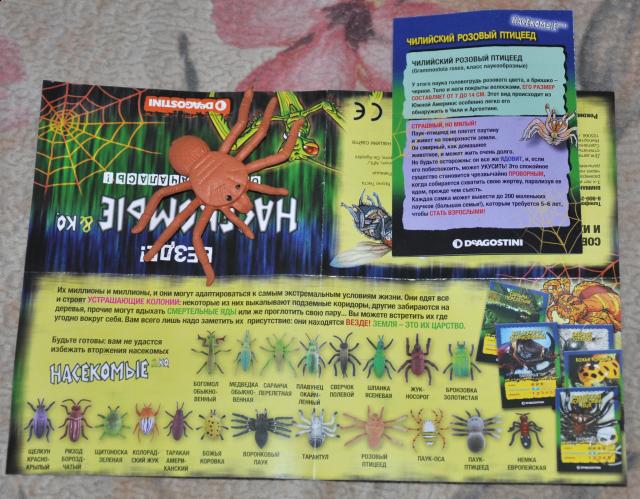 НАСЕКОМЫЕ
ЧИЛИЙСКИЙ РОЗОВЫЙ ПТИЦЕЕД
ЧИЛИЙСКИЙ РОЗОВЫЙ ПТИЦЕЕД
(Grammostola rosea, класс паукообразные)
У этого паука головогрудь розового цвета, а брюшко –
черное. Тело и ноги покрыты волосками, ЕГО РАЗМЕР
СОСТАВЛЯЕТ ОТ 7 ДО 14 СМ. Этот вид происходит из
Южной Америки: особенно легко его
обнаружить в Чили и Аргентине.
СТРАШНЫЙ, НО МИЛЫЙ!
Паук-птицеед не плетет паутину
и живет на поверхности земли.
Он смирный, как домашнее
животное, и может жить очень долго.
Но будьте осторожны: он все же ЯДОВИТ, и, если
его побеспокоить, может УКУСИТЬ! Это спокойное
существо становится чрезвычайно ПРОВОРНЫМ,
когда собирается схватить свою жертву, парализуя ее
ядом, прежде чем съесть.
Каждая самка может вывести до 200 маленьких
паучков (большая семья!), которым требуется 5–6 лет,
чтобы СТАТЬ ВЗРОСЛЫМИ!
DeAGOSTINI
DeAGOSTINI
CE
НАСЕКОМЫЕ & КО.
ВЕЗДЕ!
Их миллионы и миллионы, и они могут адаптироваться к самым экстремальным условиям жизни. Они едят все
и строят УСТРАШАЮЩИЕ КОЛОНИИ: некоторые из них выкапывают подземные коридоры, другие забираются на
деревья, прочие могут вдыхать СМЕРТЕЛЬНЫЕ ЯДЫ или же проглотить свою пару... Вы можете встретить их где
угодно вокруг себя. Вам всего лишь надо заметить их присутствие: они находятся ВЕЗДЕ! ЗЕМЛЯ – ЭТО ИХ ЦАРСТВО.
Будьте готовы: вам не удастся
избежать вторжения насекомых
НАСЕКОМЫЕ & КО.
БОГОМОЛ ОБЫКНО- ВЕННЫЙ
МЕДВЕДКА ОБЫКНО- ВЕННАЯ
САРАНЧА ПЕРЕЛЕТНАЯ
ПЛАВУНЕЦ ОКАЙМ- ЛЕННЫЙ
СВЕРЧОК ПОЛЕВОЙ
ШПАНКА ЯСЕНЕВАЯ
ЖУК- НОСОРОГ
БРОНЗОВКА ЗОЛОТИСТАЯ
ЩЕЛКУН КРАСНО- КРЫЛЫЙ
РИЗОД БОРОЗД- ЧАТЫЙ
ЩИТОНОСКА ЗЕЛЕНАЯ
КОЛОРАД- СКИЙ ЖУК
ТАРАКАН АМЕРИ- КАНСКИЙ
БОЖЬЯ КОРОВКА
ВОРОНКОВЫЙ ПАУК
ТАРАНТУЛ
РОЗОВЫЙ ПТИЦЕЕД
ПАУК-ОСА
ПАУК- ПТИЦЕЕД
НЕМКА ЕВРОПЕЙСКАЯ